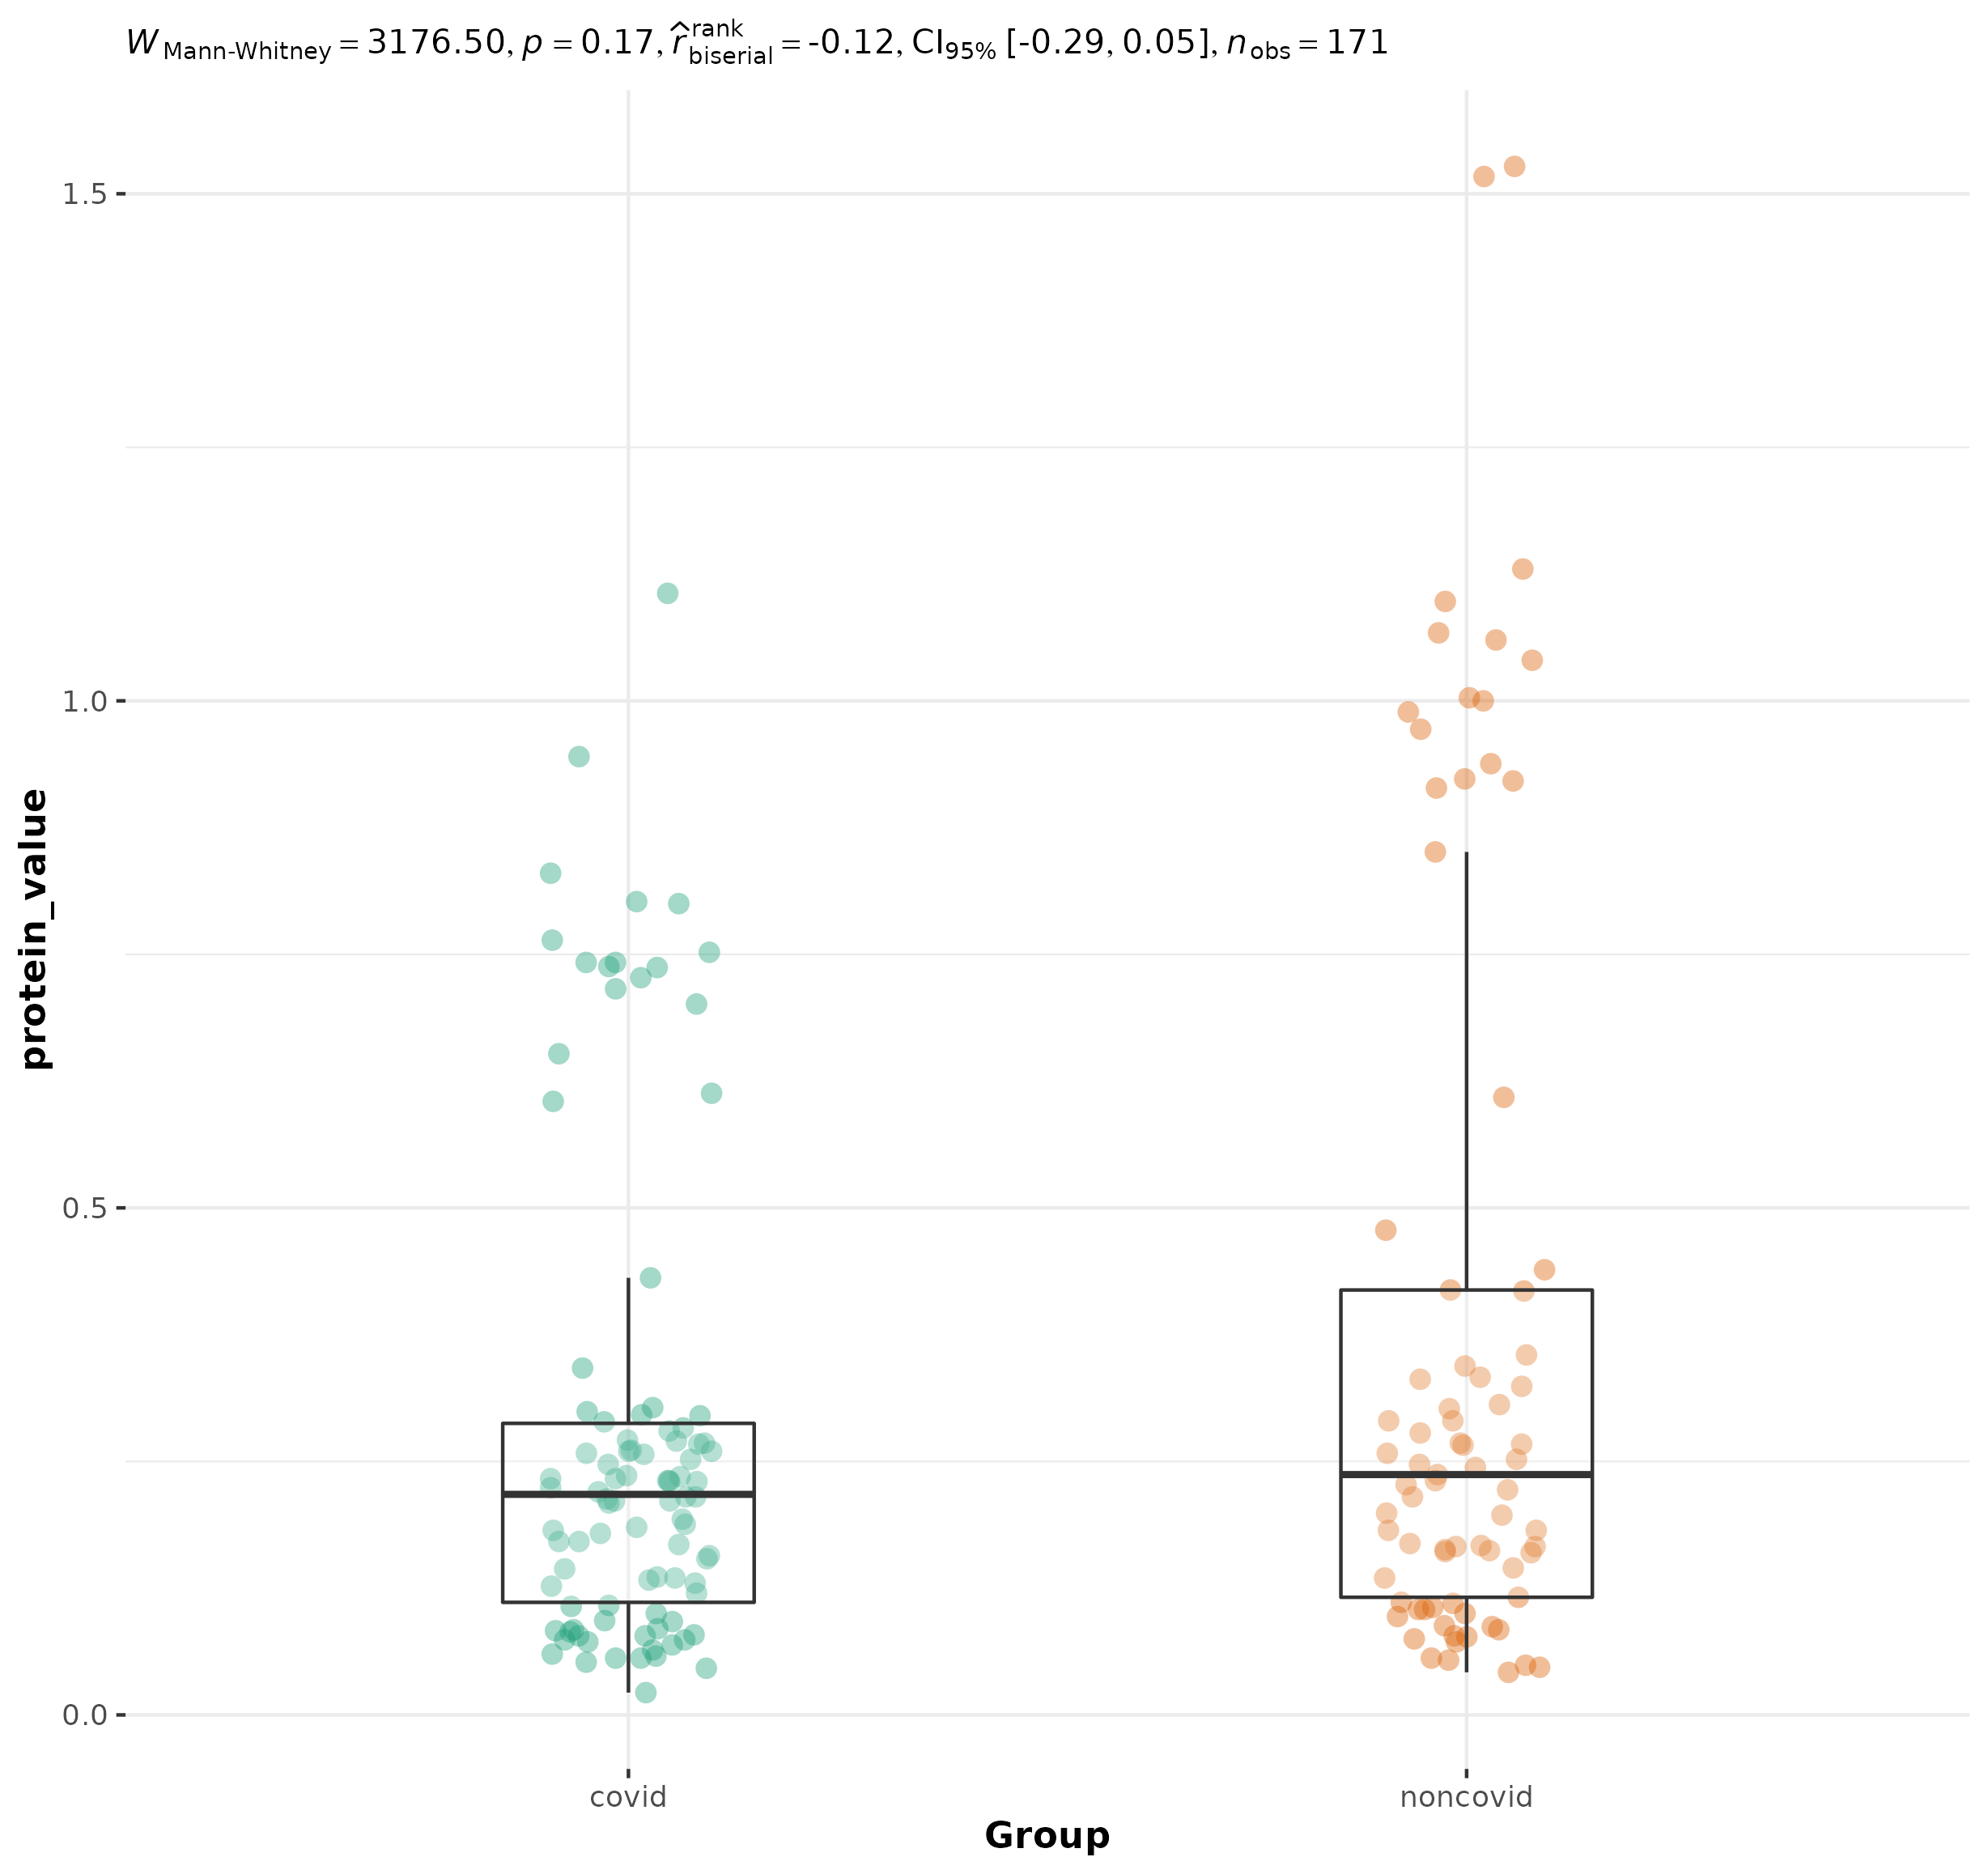 W Mann-Whitney = 3176.50, p = 0.17, r̂ rank biserial = -0.12, CI95% [-0.29, 0.05], nobs = 171
1.5
1.0
0.5
0.0
protein_value
covid noncovid
Group